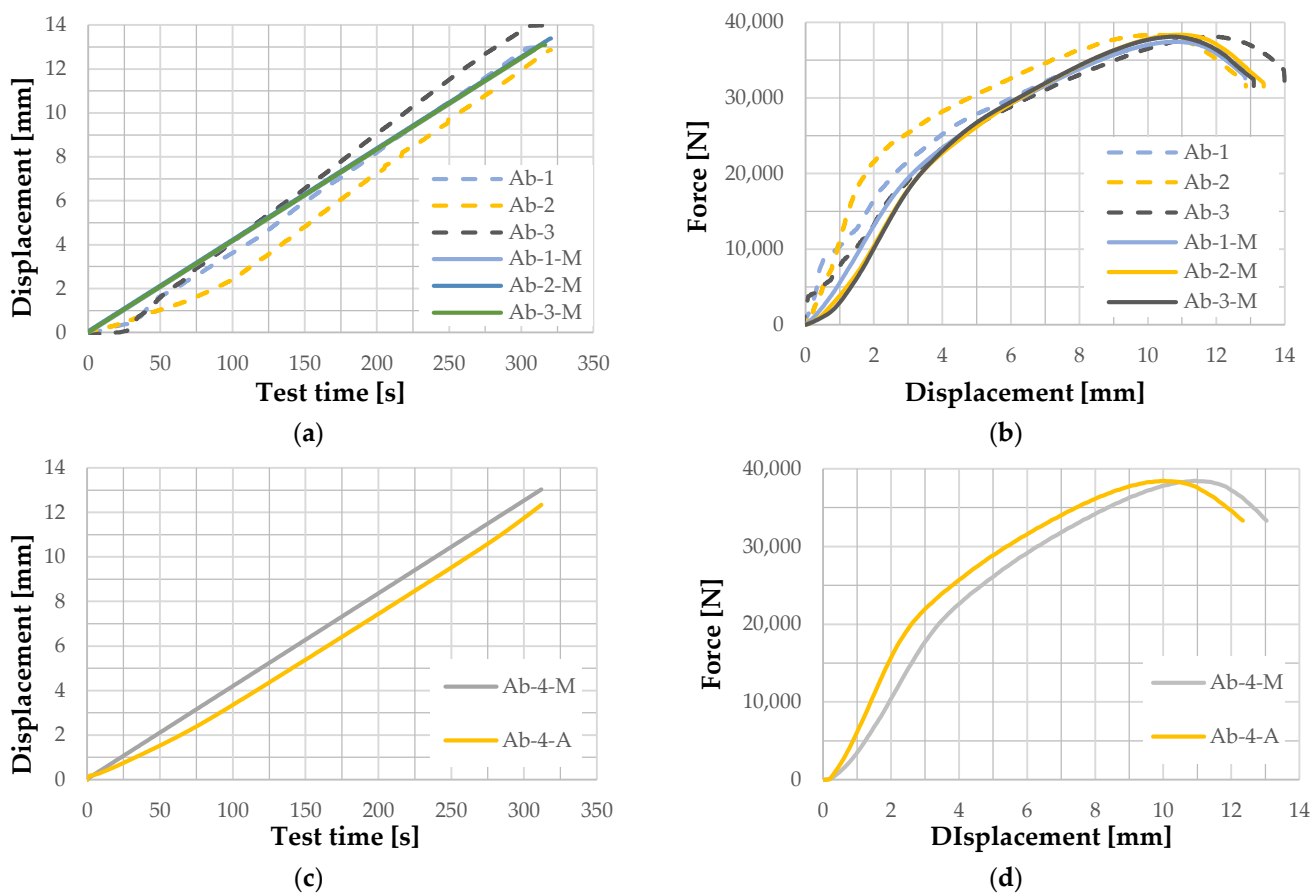 14
12
10
8
6
4
2
0
Displacement [mm]
Ab-1
Ab-2
Ab-3
Ab-1-M
Ab-2-M
Ab-3-M
0 50 100 150 200 250 300 350
Test time [s]
(a)
40,000
30,000
20,000
10,000
0
Force [N]
Ab-1
Ab-2
Ab-3
Ab-1-M
Ab-2-M
Ab-3-M
0 2 4 6 8 10 12 14
Displacement [mm]
(b)
14
12
10
8
6
4
2
0
Displacement [mm]
Ab-4-M
Ab-4-A
0 50 100 150 200 250 300 350
Test time [s]
(c)
40,000
30,000
20,000
10,000
0
Force [N]
Ab-4-M
Ab-4-A
0 2 4 6 8 10 12 14
DIsplacement [mm]
(d)